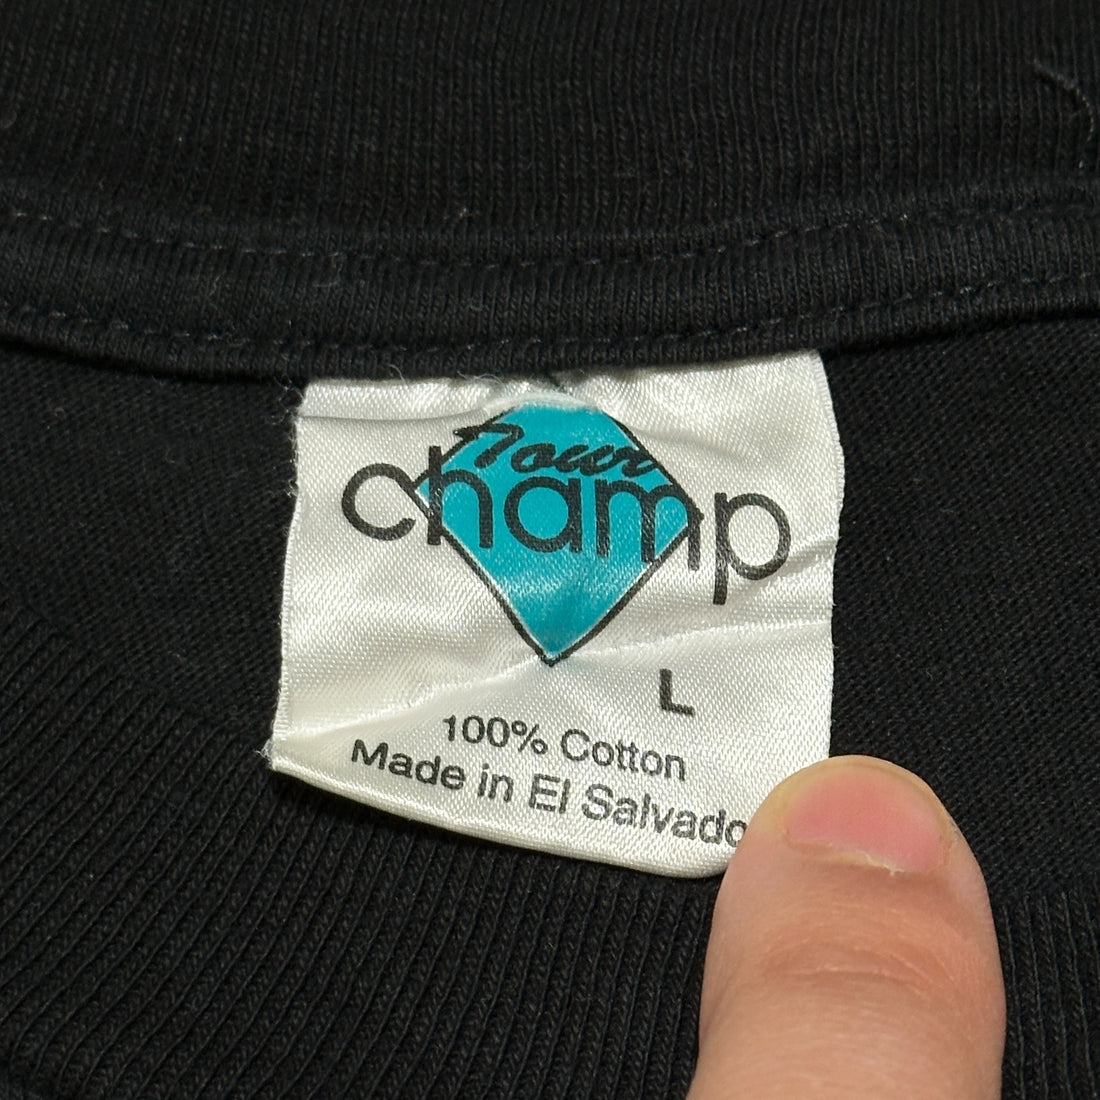 Tour
champ
L
100% Cotton
Made in El Salvado